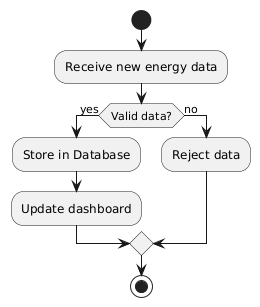 Receive new energy data
Valid data?
yes
no
Store in Database
Reject data
Update dashboard